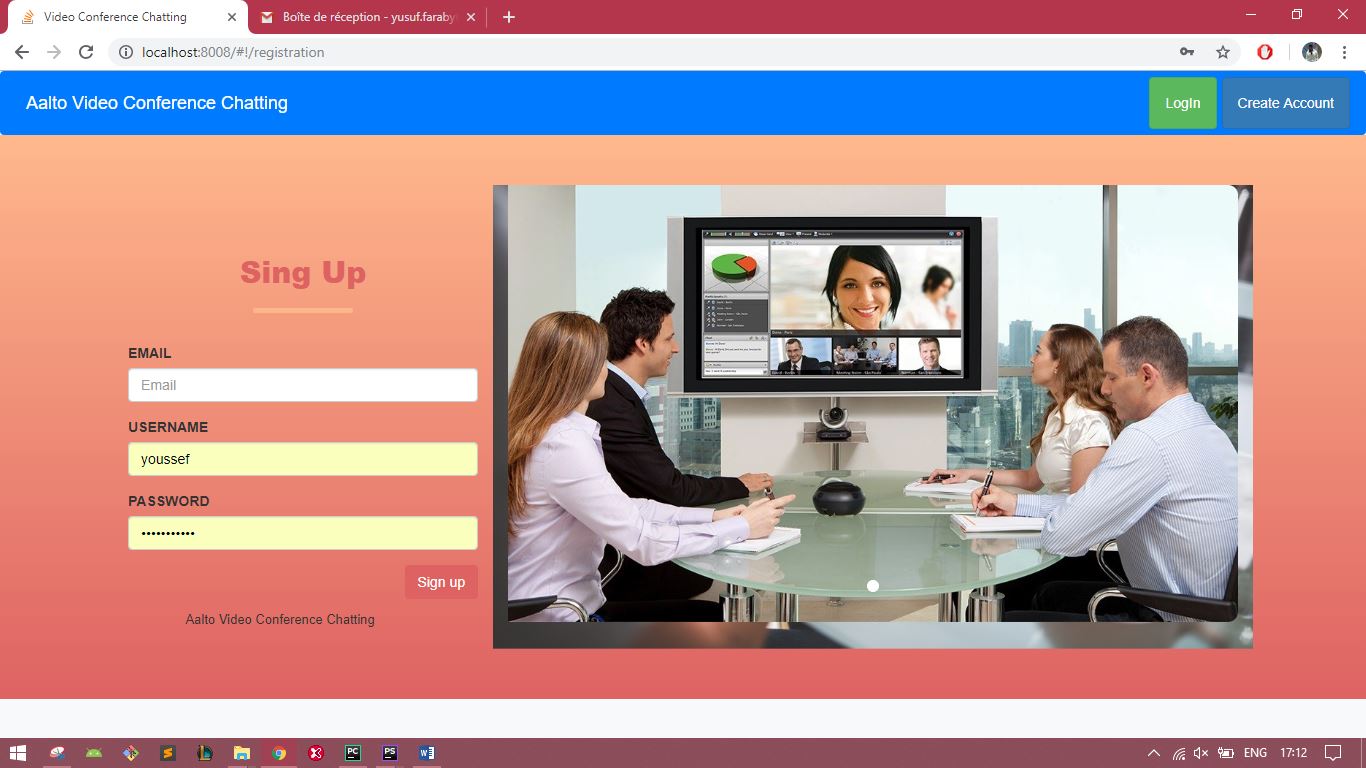 Video Conference Chatting
Boîte de réception - yusuf.faraby
localhost:8008/#!/registration
Aalto Video Conference Chatting
LogIn
Create Account
Sing Up
EMAIL
Email
USERNAME
youssef
PASSWORD
•••••••••••
Sign up
Aalto Video Conference Chatting
ENG
17:12